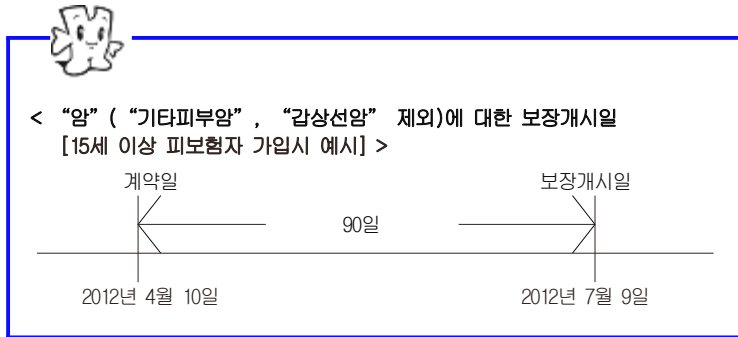 < “암” ( “기타피부암” , “갑상선암” 제외)에 대한 보장개시일
[15세 이상 피보험자 가입시 예시] >
계약일 보장개시일
90일
2012년 4월 10일 2012년 7월 9일